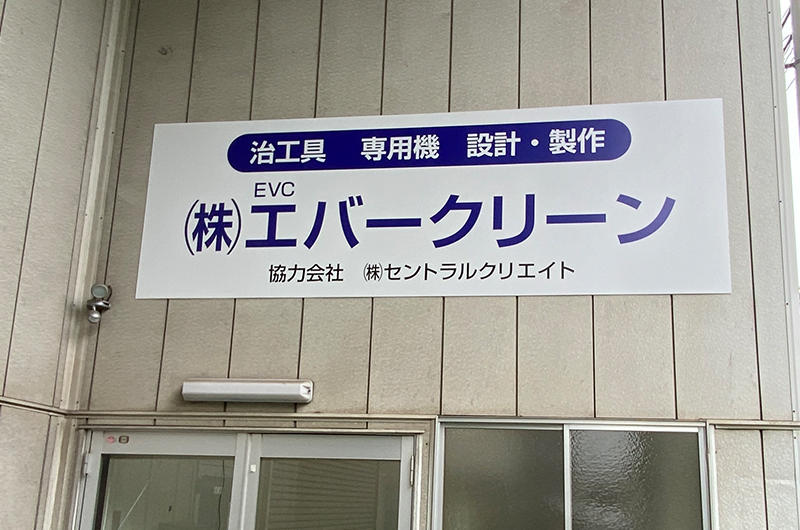 治工具　専用機　設計・製作
EVC
㈱エバークリーン
協力会社　㈱セントラルクリエイト